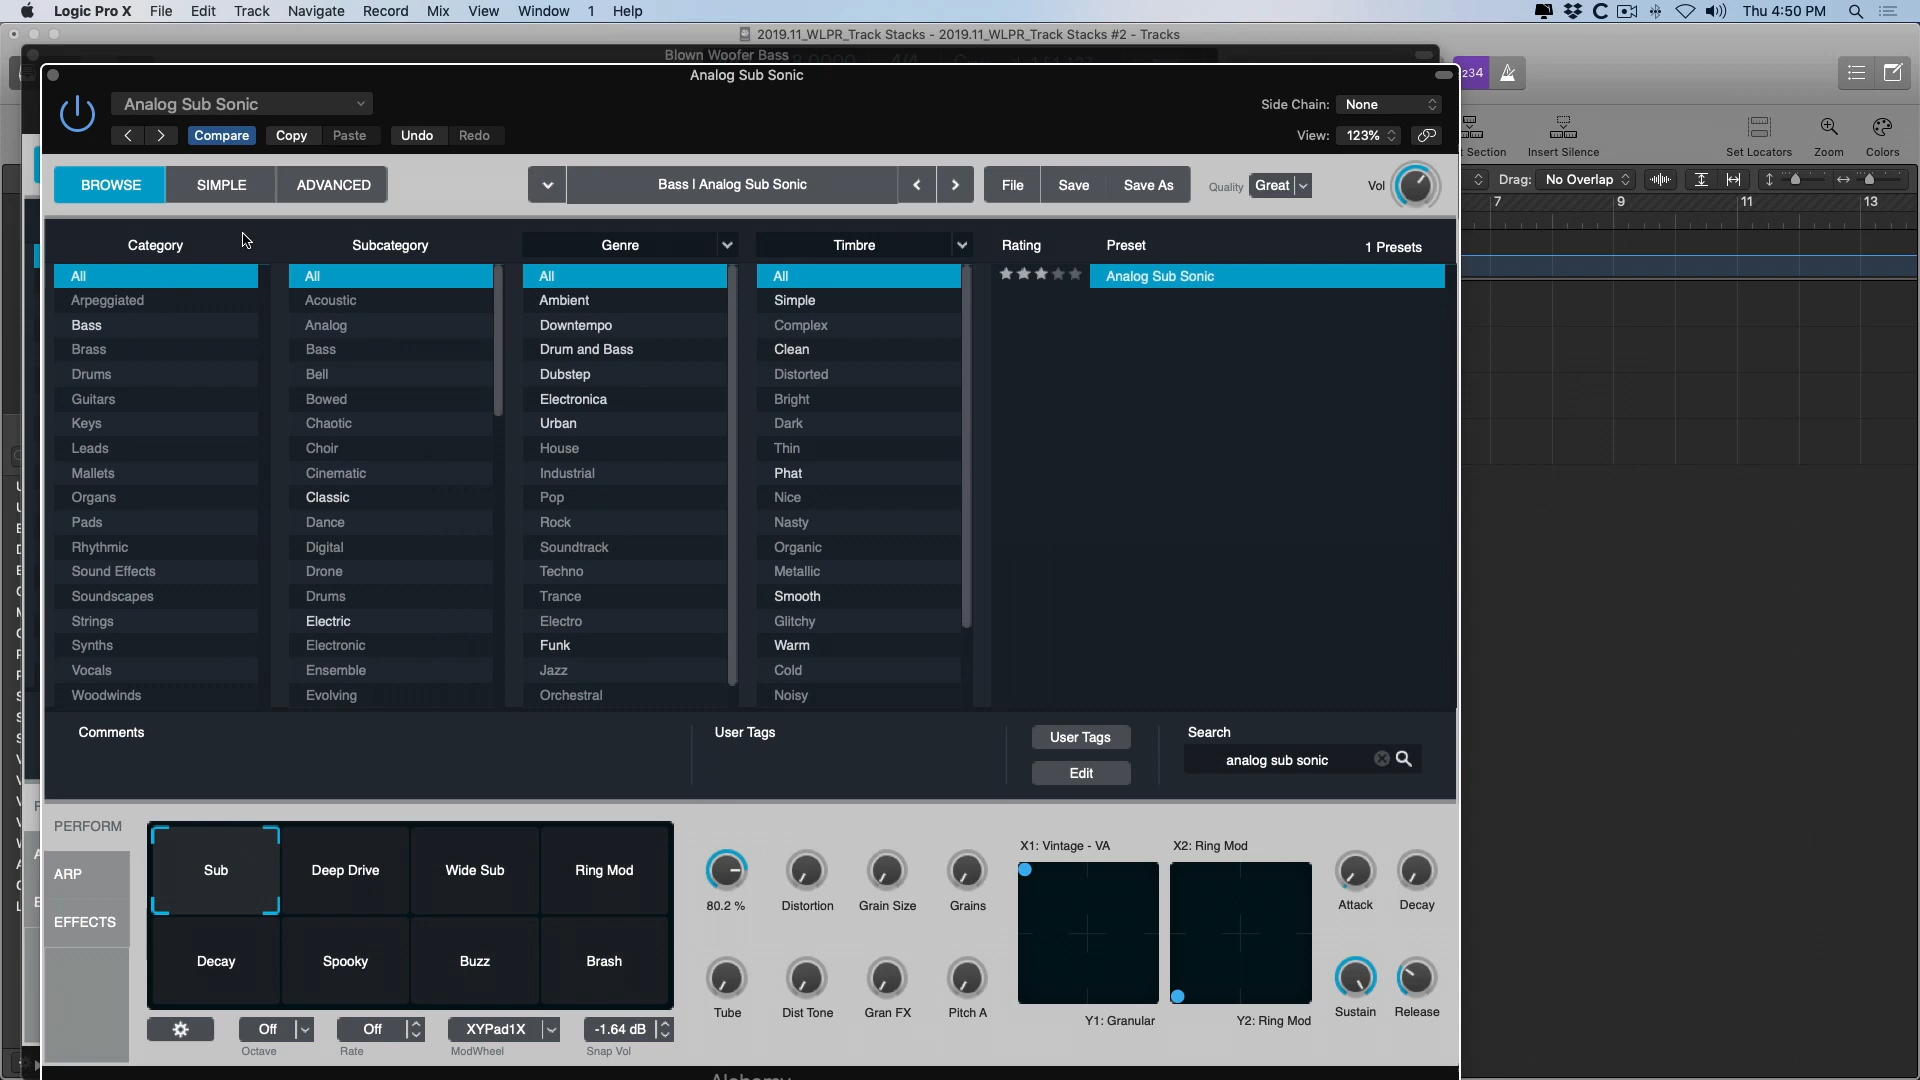 Logic Pro X File Edit Track Navigate Record Mix View Window 1 Help Thu 4:50 PM
2019.11_WLPR_Track Stacks - 2019.11_WLPR_Track Stacks #2 - Tracks
Blown Woofer Bass
Analog Sub Sonic
Analog Sub Sonic
Side Chain: None
Compare Copy Paste Undo Redo
View: 123%
Section Insert Silence Set Locators Zoom Colors
BROWSE SIMPLE ADVANCED
Bass | Analog Sub Sonic
File Save Save As
Quality Great
Vol
Drag: No Overlap
7 9 11 13
Category Subcategory Genre Timbre Rating Preset 1 Presets
All All All All Analog Sub Sonic
Arpeggiated Acoustic Ambient Simple
Bass Analog Downtempo Complex
Brass Bass Drum and Bass Clean
Drums Bell Dubstep Distorted
Guitars Bowed Electronica Bright
Keys Chaotic Urban Dark
Leads Choir House Thin
Mallets Cinematic Industrial Phat
Organs Classic Pop Nice
Pads Dance Rock Nasty
Rhythmic Digital Soundtrack Organic
Sound Effects Drone Techno Metallic
Soundscapes Drums Trance Smooth
Strings Electric Electro Glitchy
Synths Electronic Funk Warm
Vocals Ensemble Jazz Cold
Woodwinds Evolving Orchestral Noisy
Comments User Tags User Tags Search
Edit analog sub sonic
PERFORM
ARP
EFFECTS
Sub Deep Drive Wide Sub Ring Mod
Decay Spooky Buzz Brash
Off Off XYPad1X -1.64 dB
Octave Rate ModWheel Snap Vol
80.2 % Distortion Grain Size Grains
Tube Dist Tone Gran FX Pitch A
X1: Vintage - VA X2: Ring Mod
Y1: Granular Y2: Ring Mod
Attack Decay
Sustain Release